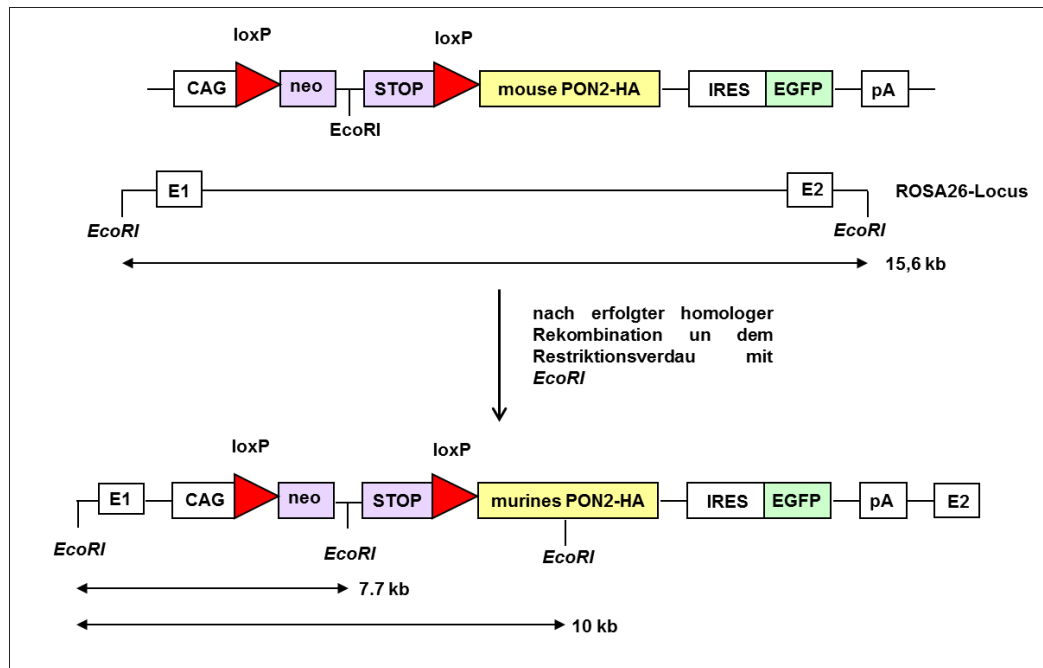 loxP loxP
CAG neo STOP mouse PON2-HA IRES EGFP pA
EcoRI
E1 E2 ROSA26-Locus
EcoRI EcoRI
15,6 kb
nach erfolgter homologer
Rekombination un dem
Restriktionsverdau mit
EcoRI
loxP loxP
E1 CAG neo STOP murines PON2-HA IRES EGFP pA E2
EcoRI EcoRI EcoRI
7.7 kb
10 kb